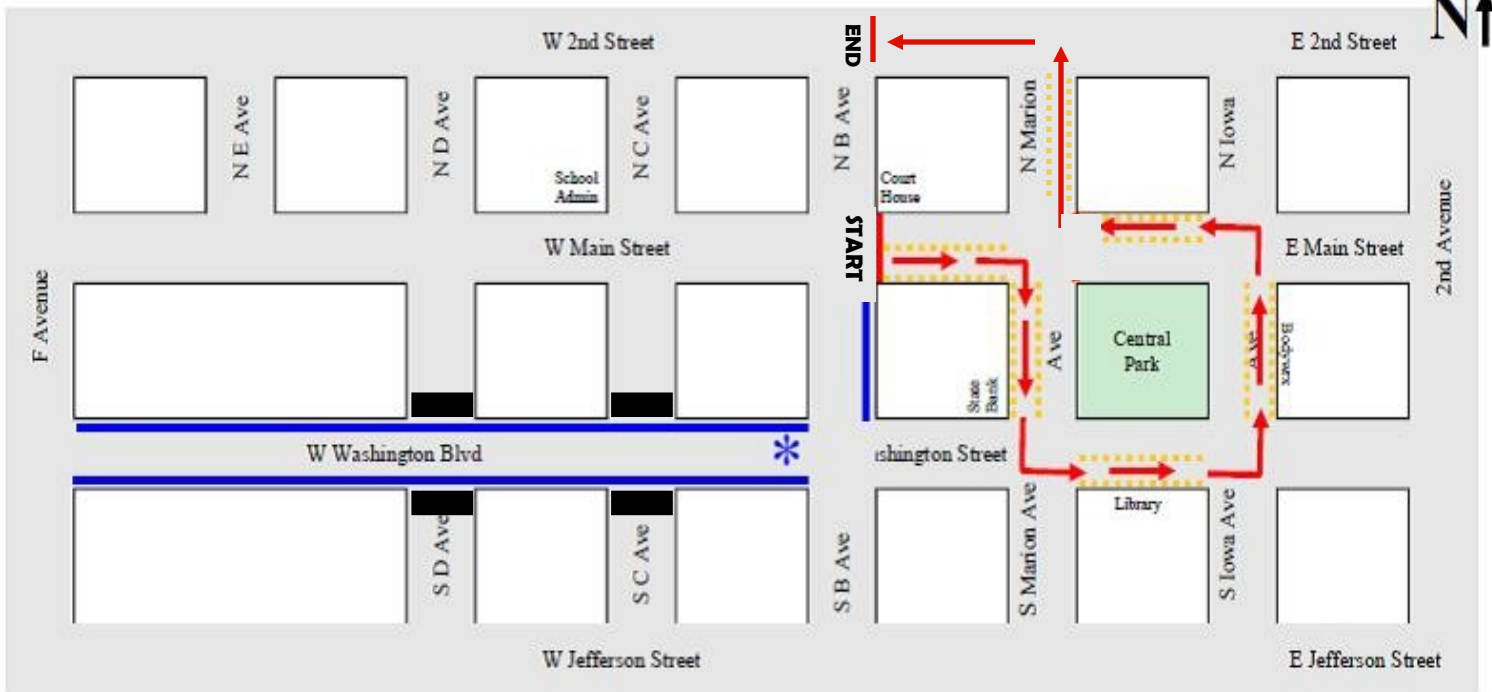 N
W 2nd Street
END
E 2nd Street
N E Ave
N D Ave
N C Ave
N B Ave
N Marion
N Iowa
School
Admin
Court
House
2nd Avenue
W Main Street
START
E Main Street
F Avenue
Ave
Central
Park
Ave
Bodywrx
State
Bank
W Washington Blvd
*
shington Street
Library
S D Ave
S C Ave
S B Ave
S Marion Ave
S Iowa Ave
W Jefferson Street
E Jefferson Street